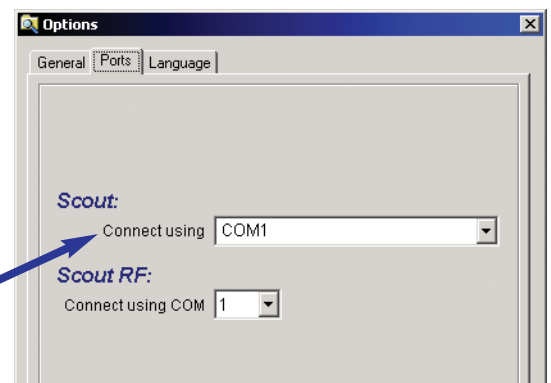 Options
General Ports Language
Scout:
Connect using COM1
Scout RF:
Connect using COM 1